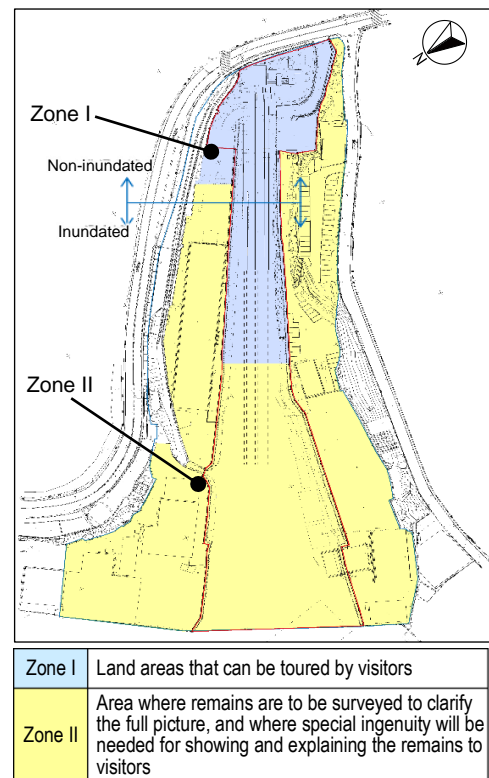 N
Zone I
Non-inundated
Inundated
Zone II
Zone I
Land areas that can be toured by visitors
Zone II
Area where remains are to be surveyed to clarify
the full picture, and where special ingenuity will be
needed for showing and explaining the remains to
visitors